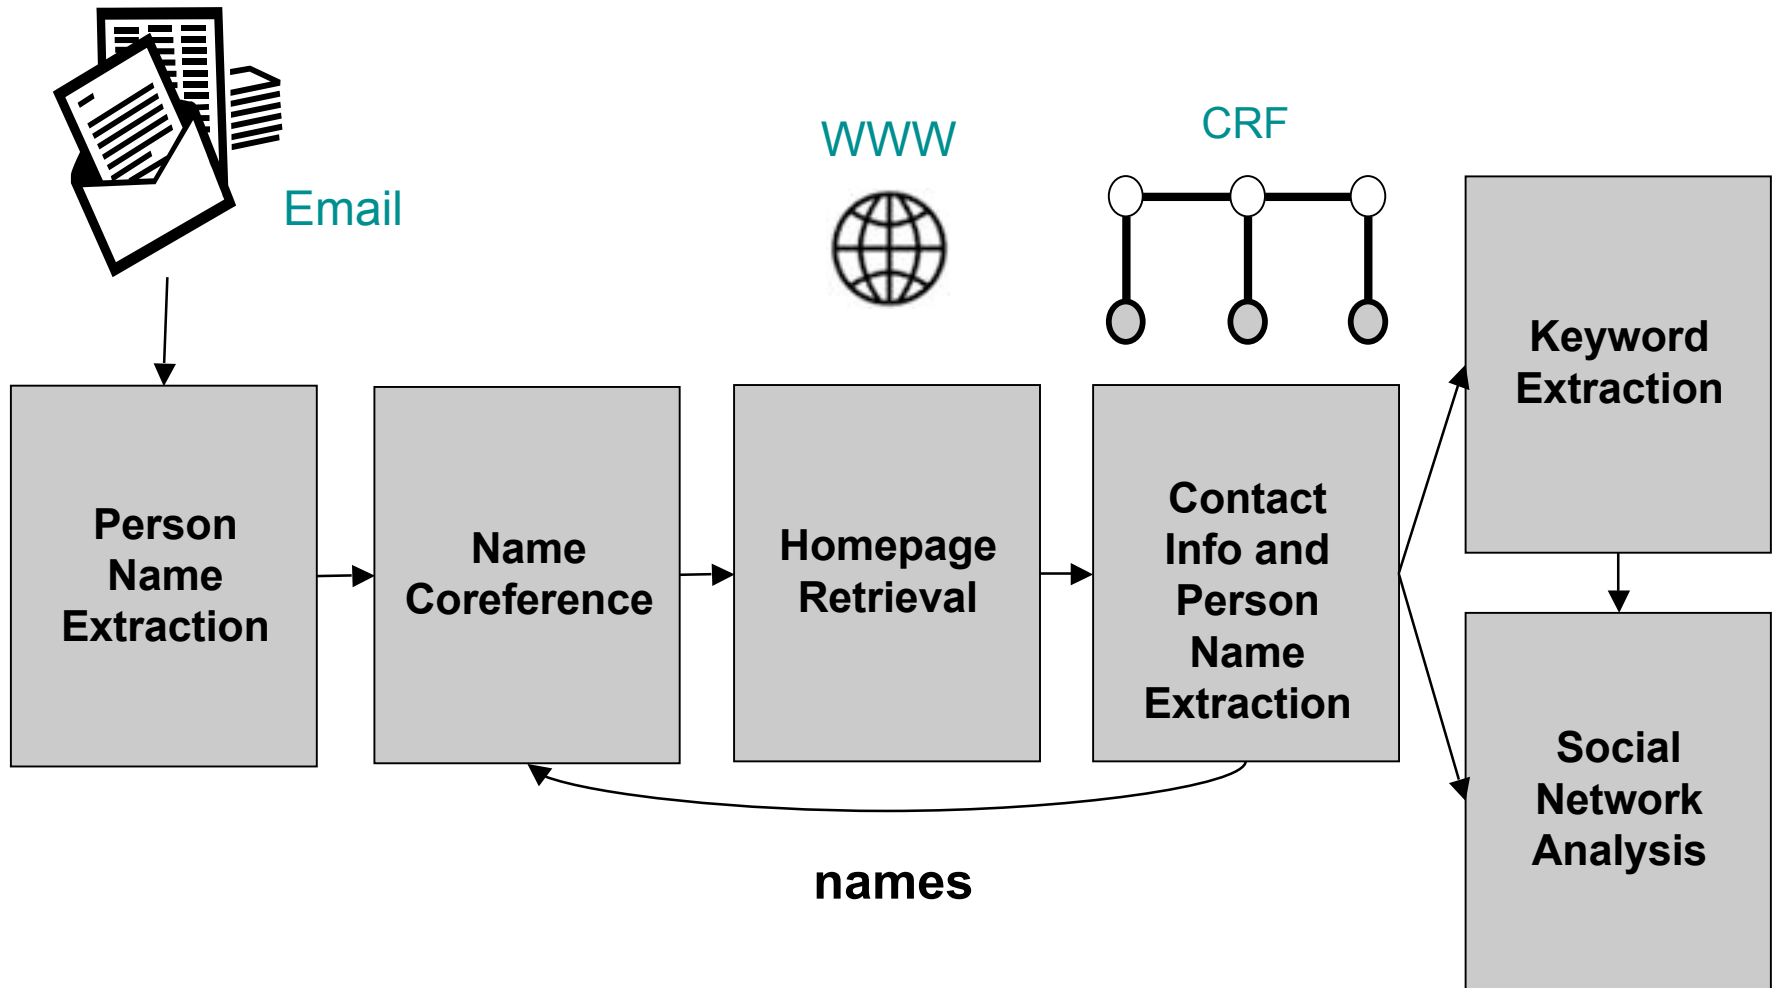 Email
WWW
CRF
Person
Name
Extraction
Name
Coreference
Homepage
Retrieval
Contact
Info and
Person
Name
Extraction
Keyword
Extraction
Social
Network
Analysis
names